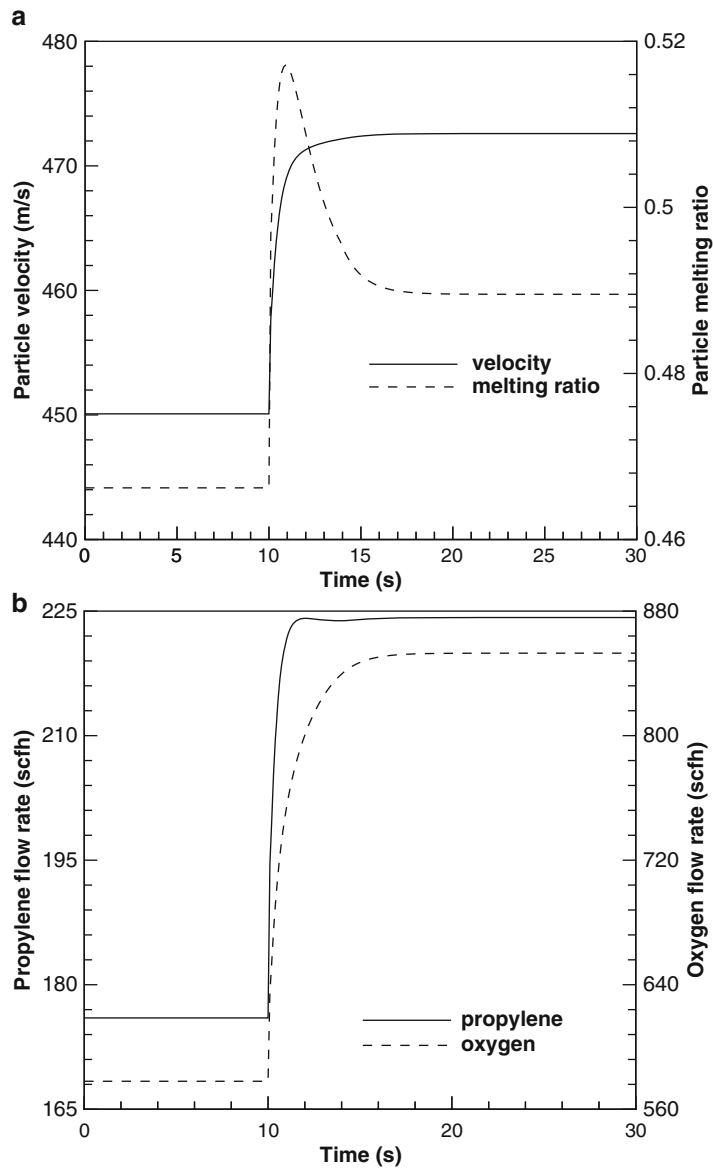 a
480
470
460
450
440
Particle velocity (m/s)
0.52
0.5
0.48
0.46
Particle melting ratio
velocity
melting ratio
0
5
10
15
20
25
30
Time (s)
b
225
210
195
180
165
Propylene flow rate (scfh)
880
800
720
640
560
Oxygen flow rate (scfh)
propylene
oxygen
0
10
20
30
Time (s)